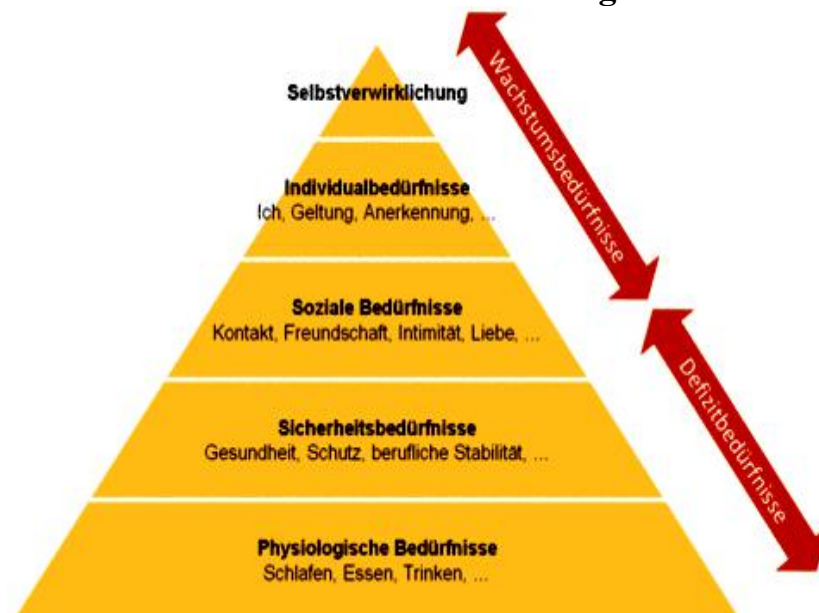 Selbstverwirklichung
Individualbedürfnisse
Ich, Geltung, Anerkennung, ...
Soziale Bedürfnisse
Kontakt, Freundschaft, Intimität, Liebe, ...
Sicherheitsbedürfnisse
Gesundheit, Schutz, berufliche Stabilität, ...
Physiologische Bedürfnisse
Schlafen, Essen, Trinken, ...
Wachstumsbedürfnisse
Defizitbedürfnisse